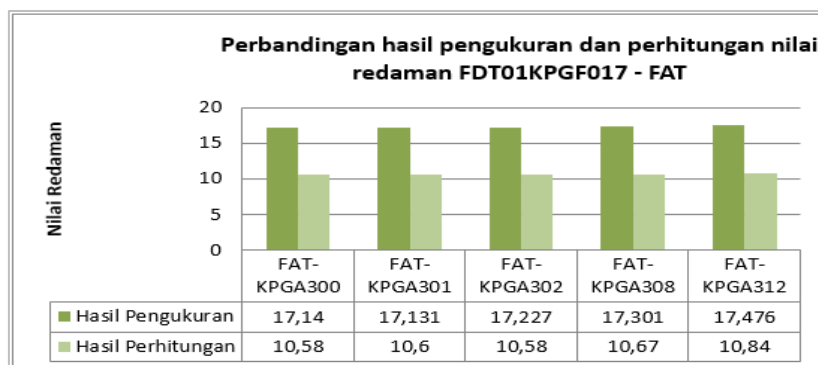 Perbandingan hasil pengukuran dan perhitungan nilai
redaman FDT01KPGF017 - FAT
Nilai Redaman
20
15
10
5
0
FAT- FAT- FAT- FAT- FAT-
KPGA300 KPGA301 KPGA302 KPGA308 KPGA312
Hasil Pengukuran 17,14 17,131 17,227 17,301 17,476
Hasil Perhitungan 10,58 10,6 10,58 10,67 10,84